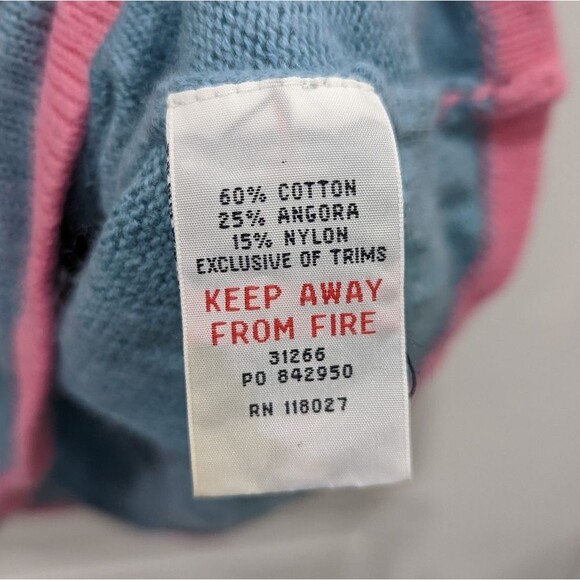 60% COTTON
25% ANGORA
15% NYLON
EXCLUSIVE OF TRIMS
KEEP AWAY
FROM FIRE
31266
PO 842950
RN 118027